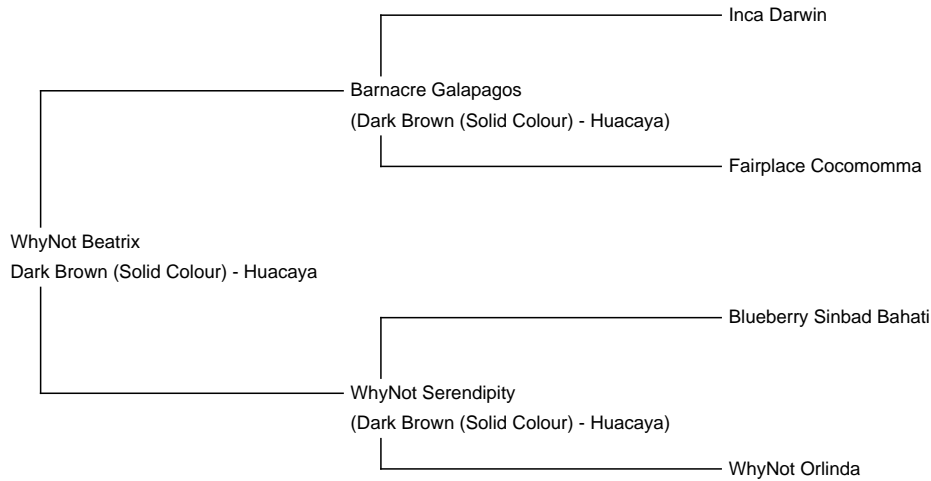 Inca Darwin
Barnacre Galapagos
(Dark Brown (Solid Colour) - Huacaya)
Fairplace Cocomomma
WhyNot Beatrix
Dark Brown (Solid Colour) - Huacaya
Blueberry Sinbad Bahati
WhyNot Serendipity
(Dark Brown (Solid Colour) - Huacaya)
WhyNot Orlinda